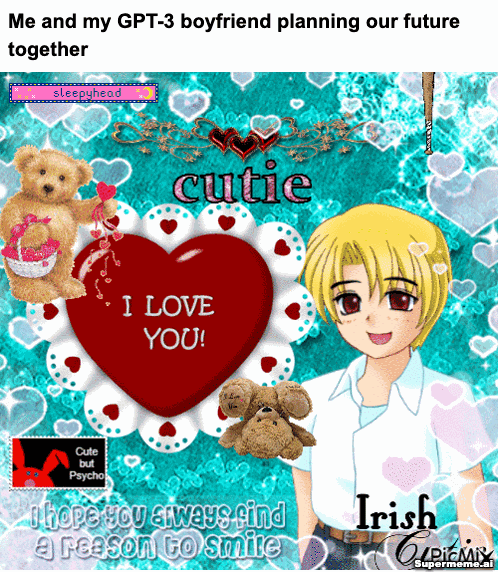 Me and my GPT-3 boyfriend planning our future
together
sleepyhead
cutie
I LOVE
YOU!
Cute
but
Psycho
I hope you always find
a reason to smile
Irish
PicMix
Supermeme.ai